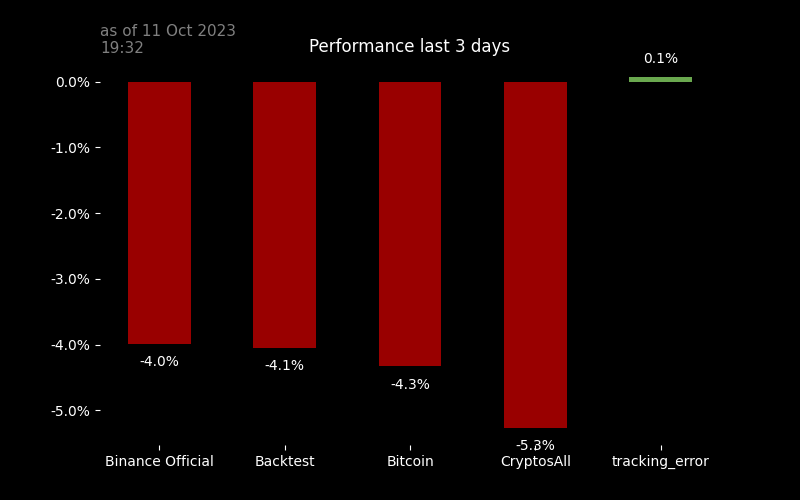 as of 11 Oct 2023
19:32
Performance last 3 days
0.1%
0.0%
-1.0%
-2.0%
-3.0%
-4.0%
-5.0%
-4.0%
-4.1%
-4.3%
-5.3%
Binance Official
Backtest
Bitcoin
CryptosAll
tracking_error